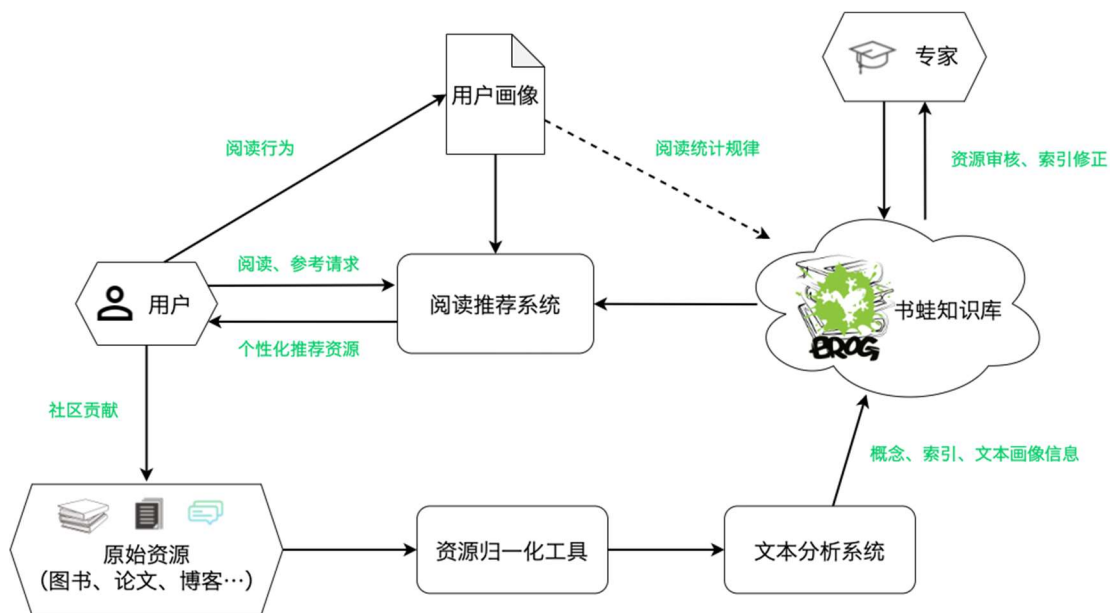 专家
用户画像
阅读行为
阅读统计规律
资源审核、索引修正
阅读、参考请求
用户
阅读推荐系统
书蛙知识库
BROG
个性化推荐资源
社区贡献
概念、索引、文本画像信息
原始资源
(图书、论文、博客…)
资源归一化工具
文本分析系统